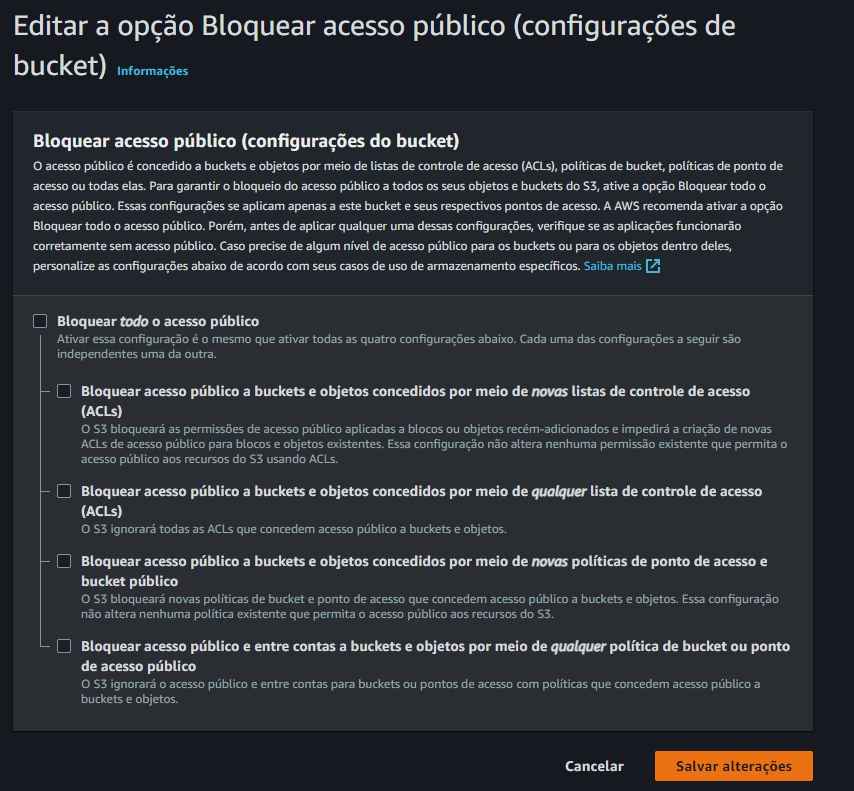 Editar a opção Bloquear acesso público (configurações de
bucket) Informações
Bloquear acesso público (configurações do bucket)
O acesso público é concedido a buckets e objetos por meio de listas de controle de acesso (ACLs), políticas de bucket, políticas de ponto de
acesso ou todas elas. Para garantir o bloqueio do acesso público a todos os seus objetos e buckets do S3, ative a opção Bloquear todo o
acesso público. Essas configurações se aplicam apenas a este bucket e seus respectivos pontos de acesso. A AWS recomenda ativar a opção
Bloquear todo o acesso público. Porém, antes de aplicar qualquer uma dessas configurações, verifique se as aplicações funcionarão
corretamente sem acesso público. Caso precise de algum nível de acesso público para os buckets ou para os objetos dentro deles,
personalize as configurações abaixo de acordo com seus casos de uso de armazenamento específicos. Saiba mais
Bloquear todo o acesso público
Ativar essa configuração é o mesmo que ativar todas as quatro configurações abaixo. Cada uma das configurações a seguir são
independentes uma da outra.
Bloquear acesso público a buckets e objetos concedidos por meio de novas listas de controle de acesso
(ACLs)
O S3 bloqueará as permissões de acesso público aplicadas a blocos ou objetos recém-adicionados e impedirá a criação de novas
ACLs de acesso público para blocos e objetos existentes. Essa configuração não altera nenhuma permissão existente que permita o
acesso público aos recursos do S3 usando ACLs.
Bloquear acesso público a buckets e objetos concedidos por meio de qualquer lista de controle de acesso
(ACLs)
O S3 ignorará todas as ACLs que concedem acesso público a buckets e objetos.
Bloquear acesso público a buckets e objetos concedidos por meio de novas políticas de ponto de acesso e
bucket público
O S3 bloqueará novas políticas de bucket e ponto de acesso que concedem acesso público a buckets e objetos. Essa configuração
não altera nenhuma política existente que permita o acesso público aos recursos do S3.
Bloquear acesso público e entre contas a buckets e objetos por meio de qualquer política de bucket ou ponto
de acesso público
O S3 ignorará o acesso público e entre contas para buckets ou pontos de acesso com políticas que concedem acesso público a
buckets e objetos.
Cancelar
Salvar alterações